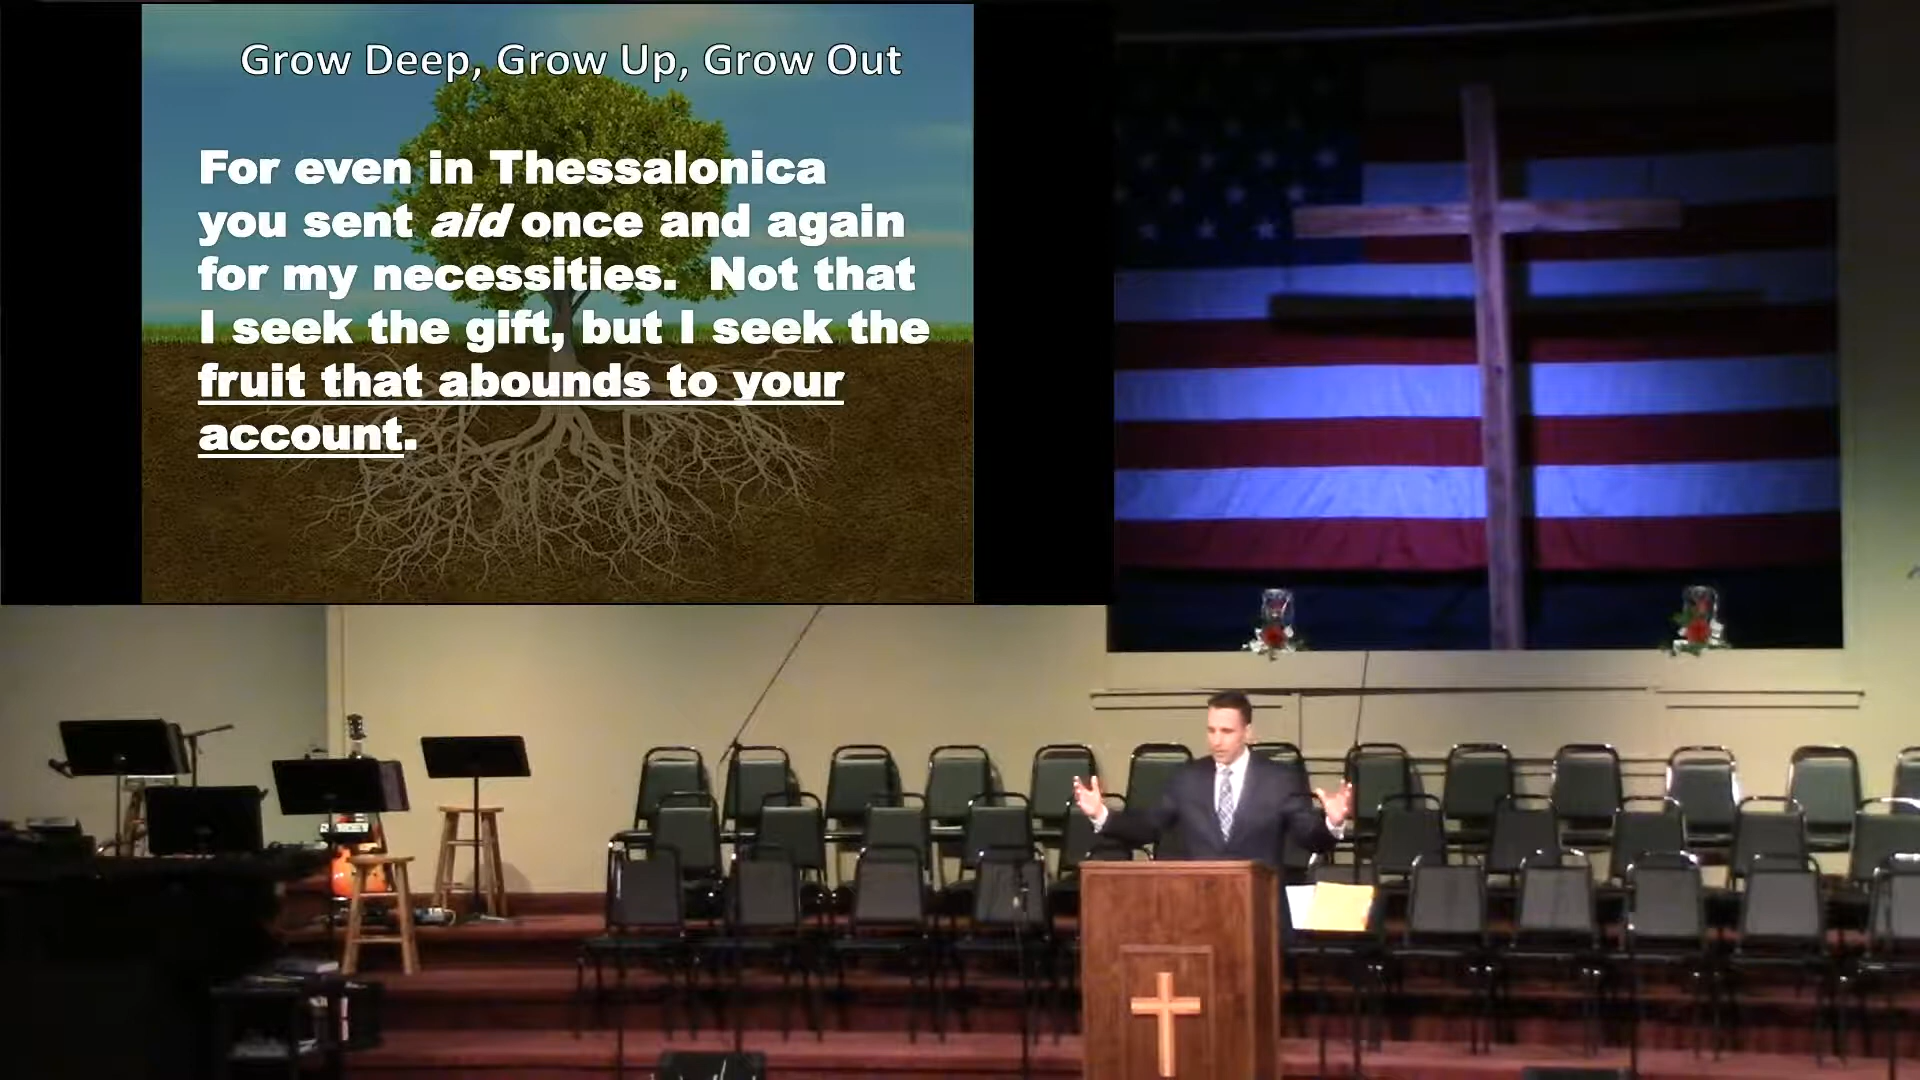 Grow Deep, Grow Up, Grow Out
For even in Thessalonica
you sent aid once and again
for my necessities.  Not that
I seek the gift, but I seek the
fruit that abounds to your
account.